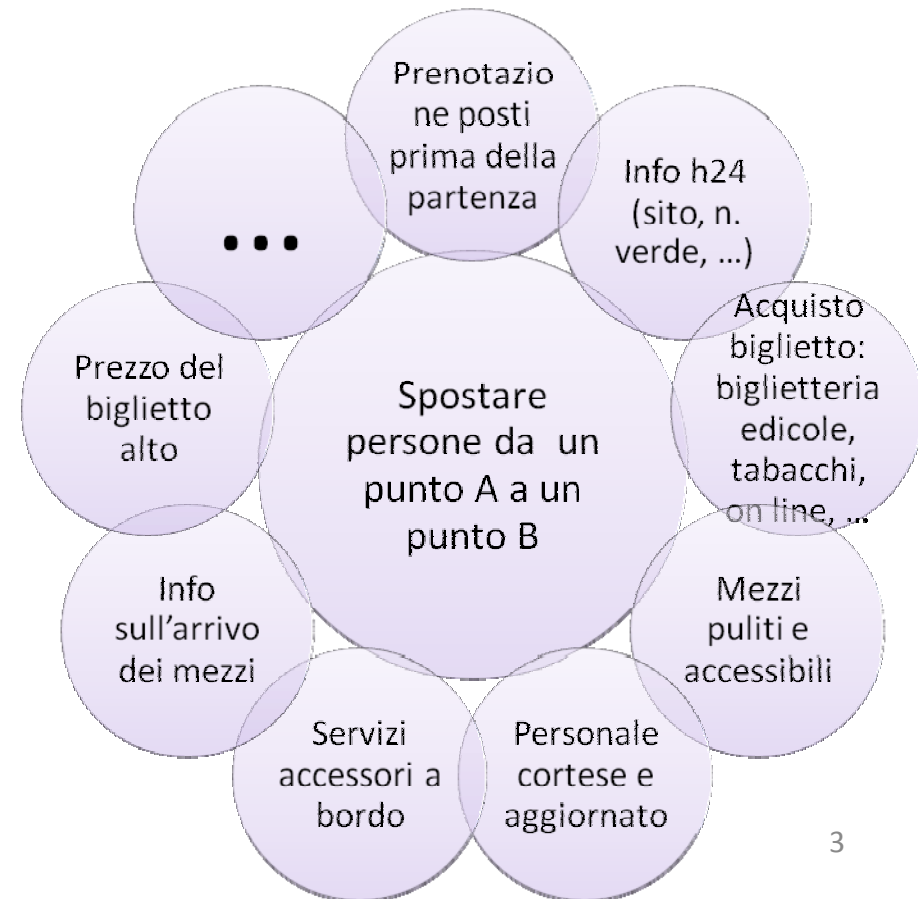 Prenotazio
ne posti
prima della
partenza
Info h24
(sito, n.
verde, ...)
Acquisto
biglietto:
biglietteria
edicole,
tabacchi,
on line, ...
Mezzi
puliti e
accessibili
Personale
cortese e
aggiornato
Servizi
accessori a
bordo
Info
sull'arrivo
dei mezzi
Prezzo del
biglietto
alto
...
Spostare
persone da un
punto A a un
punto B
3